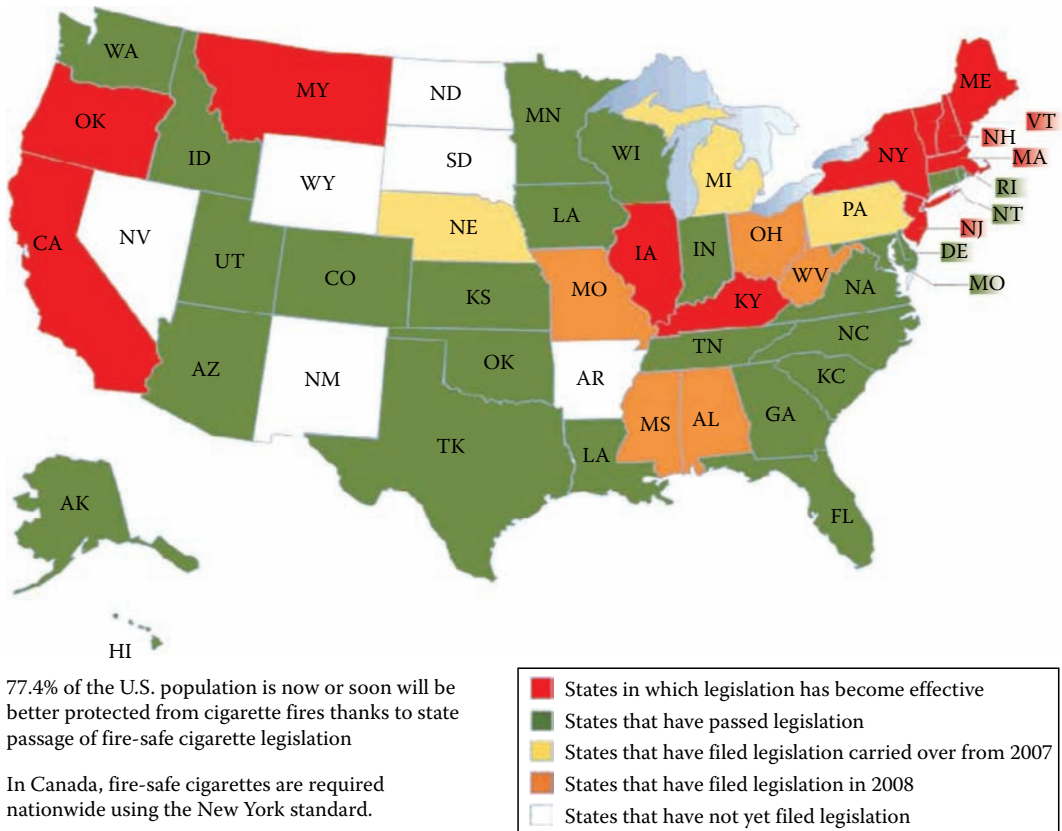 WA
ME
MY
ND
OK
MN
VT
NH
ID
SD
WI
NY
MA
WY
MI
RI
LA
PA
NT
NE
CA
NV
OH
NJ
IA
IN
UT
DE
CO
WV
MO
MO
KS
KY
NA
NC
TN
AZ
OK
NM
AR
KC
MS
AL
GA
TK
LA
AK
FL
HI
77.4% of the U.S. population is now or soon will be
better protected from cigarette fires thanks to state
passage of fire-safe cigarette legislation
In Canada, fire-safe cigarettes are required
nationwide using the New York standard.
States in which legislation has become effective
States that have passed legislation
States that have filed legislation carried over from 2007
States that have filed legislation in 2008
States that have not yet filed legislation